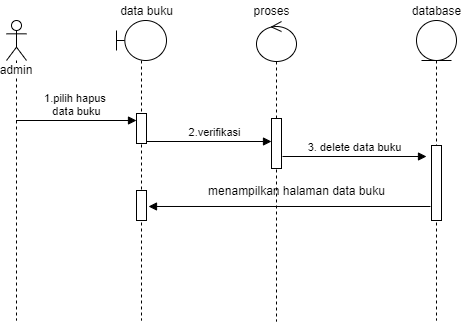 data buku
proses
database
admin
1.pilih hapus
data buku
2.verifikasi
3. delete data buku
menampilkan halaman data buku